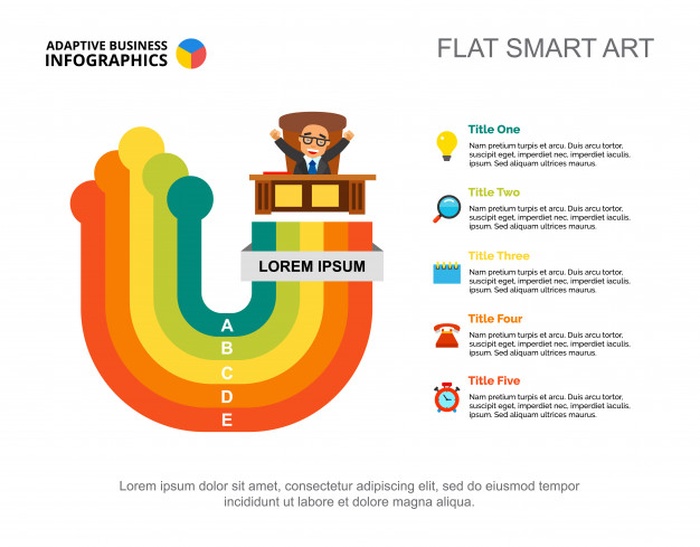 ADAPTIVE BUSINESS
INFOGRAPHICS
FLAT SMART ART
LOREM IPSUM
A
B
C
D
E
Title One
Nam pretium turpis et arcu. Duis arcu tortor,
suscipit eget, imperdiet nec, imperdiet iaculis,
ipsum. Sed aliquam ultrices mauris.
Title Two
Nam pretium turpis et arcu. Duis arcu tortor,
suscipit eget, imperdiet nec, imperdiet iaculis,
ipsum. Sed aliquam ultrices mauris.
Title Three
Nam pretium turpis et arcu. Duis arcu tortor,
suscipit eget, imperdiet nec, imperdiet iaculis,
ipsum. Sed aliquam ultrices mauris.
Title Four
Nam pretium turpis et arcu. Duis arcu tortor,
suscipit eget, imperdiet nec, imperdiet iaculis,
ipsum. Sed aliquam ultrices mauris.
Title Five
Nam pretium turpis et arcu. Duis arcu tortor,
suscipit eget, imperdiet nec, imperdiet iaculis,
ipsum. Sed aliquam ultrices mauris.
Lorem ipsum dolor sit amet, consectetur adipiscing elit, sed do eiusmod tempor
incididunt ut labore et dolore magna aliqua.